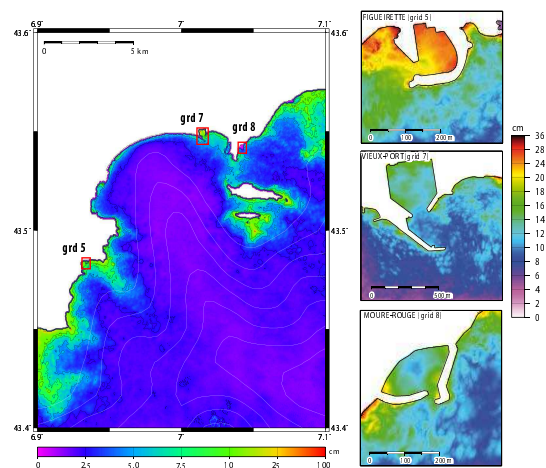 6.9° 7° 7.1°
43.6° 43.6°
0 5 km
grd 7
grd 8
43.5° 43.5°
grd 5
43.4° 43.4°
6.9° 7° 7.1°
0 2.5 5.0 7.5 10 25 100 cm
FIGUEIRETTE (grid 5)
0 100 200 m
VIEUX-PORT (grid 7)
0 500 m
MOURE-ROUGE (grid 8)
0 100 200 m
cm
36
28
24
22
20
18
16
14
12
10
8
6
4
2
0